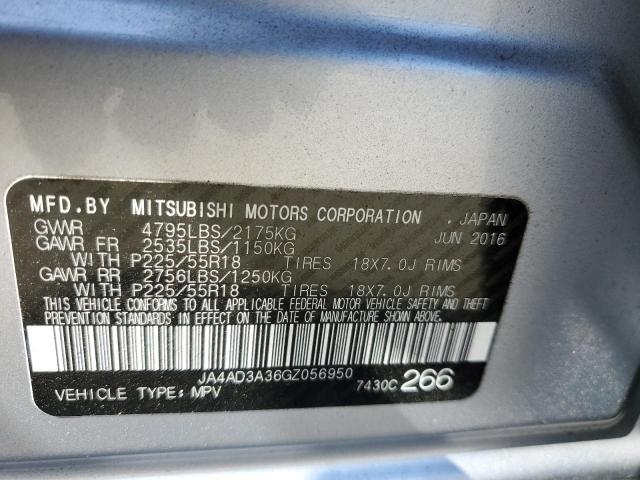 MFD.BY MITSUBISHI MOTORS CORPORATION . JAPAN
GVWR 4795LBS/2175KG JUN 2016
GAWR FR 2535LBS/1150KG
WITH P225/55R18 TIRES 18X7.0J RIMS
GAWR RR 2756LBS/1250KG
WITH P225/55R18 TIRES 18X7.0J RIMS
THIS VEHICLE CONFORMS TO ALL APPLICABLE FEDERAL MOTOR VEHICLE SAFETY AND THEFT
PREVENTION STANDARDS IN EFFECT ON THE DATE OF MANUFACTURE SHOWN ABOVE.
JA4AD3A36GZ056950
VEHICLE TYPE: MPV 7430C 266